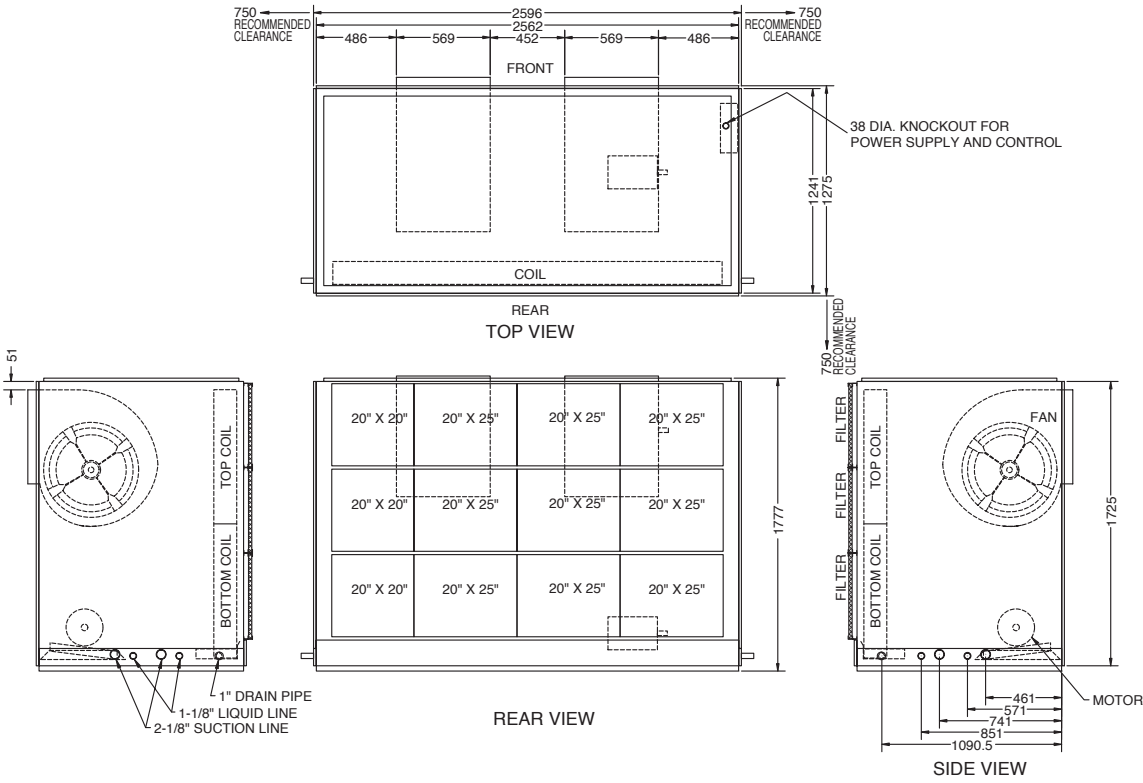 750
RECOMMENDED
CLEARANCE
2596
2562
750
RECOMMENDED
CLEARANCE
486
569
452
569
486
FRONT
38 DIA. KNOCKOUT FOR
POWER SUPPLY AND CONTROL
1241
1275
COIL
REAR
TOP VIEW
750
RECOMMENDED
CLEARANCE
51
TOP COIL
BOTTOM COIL
1" DRAIN PIPE
1-1/8" LIQUID LINE
2-1/8" SUCTION LINE
20" X 20"
20" X 25"
20" X 25"
20" X 25"
20" X 20"
20" X 25"
20" X 25"
20" X 25"
20" X 20"
20" X 25"
20" X 25"
20" X 25"
1777
REAR VIEW
FILTER
FILTER
FILTER
TOP COIL
BOTTOM COIL
FAN
1725
MOTOR
461
571
741
851
1090.5
SIDE VIEW